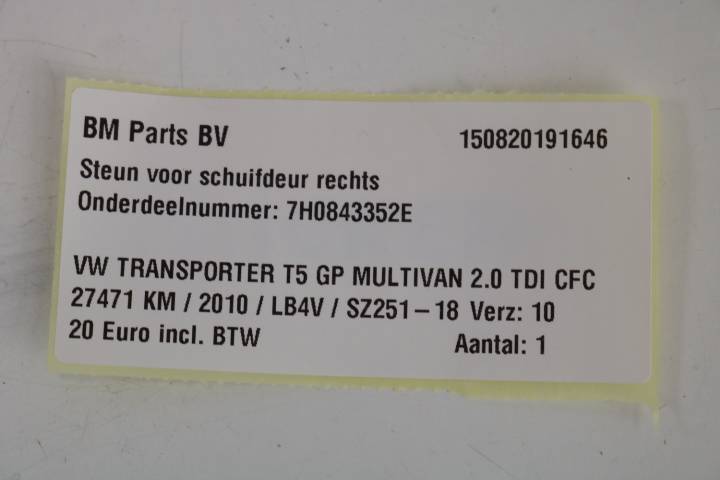 BM Parts BV 150820191646
Steun voor schuifdeur rechts
Onderdeelnummer: 7H0843352E
VW TRANSPORTER T5 GP MULTIVAN 2.0 TDI CFC
27471 KM / 2010 / LB4V / SZ251-18 Verz: 10
20 Euro incl. BTW Aantal: 1